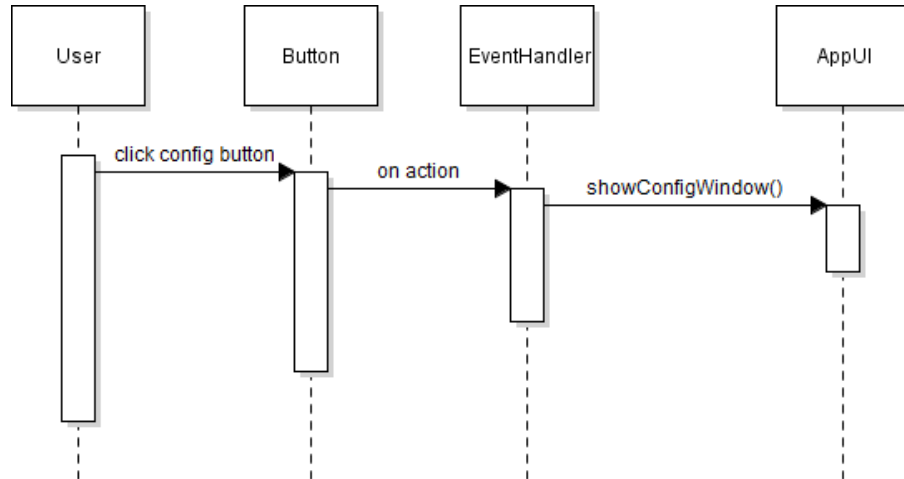 User
Button
EventHandler
AppUI
click config button
on action
showConfigWindow()